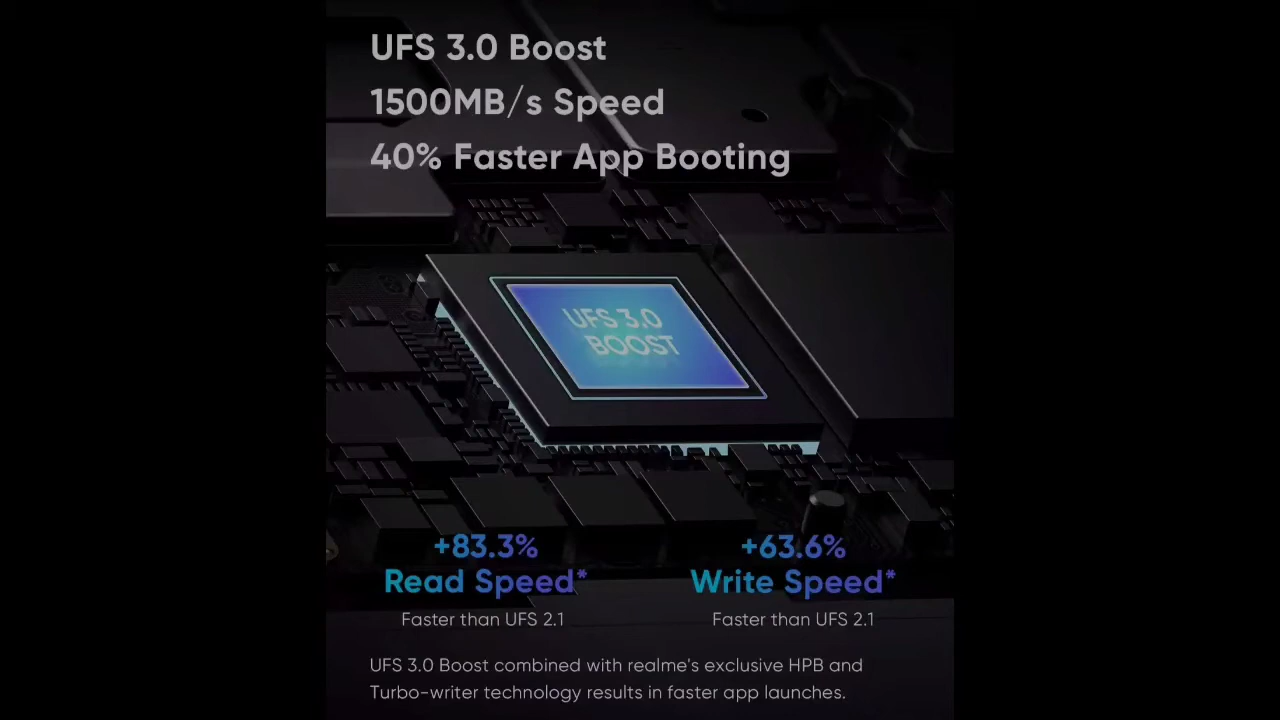 UFS 3.0 Boost
1500MB/s Speed
40% Faster App Booting
UFS 3.0
BOOST
+83.3%
Read Speed*
Faster than UFS 2.1
+63.6%
Write Speed*
Faster than UFS 2.1
UFS 3.0 Boost combined with realme's exclusive HPB and
Turbo-writer technology results in faster app launches.